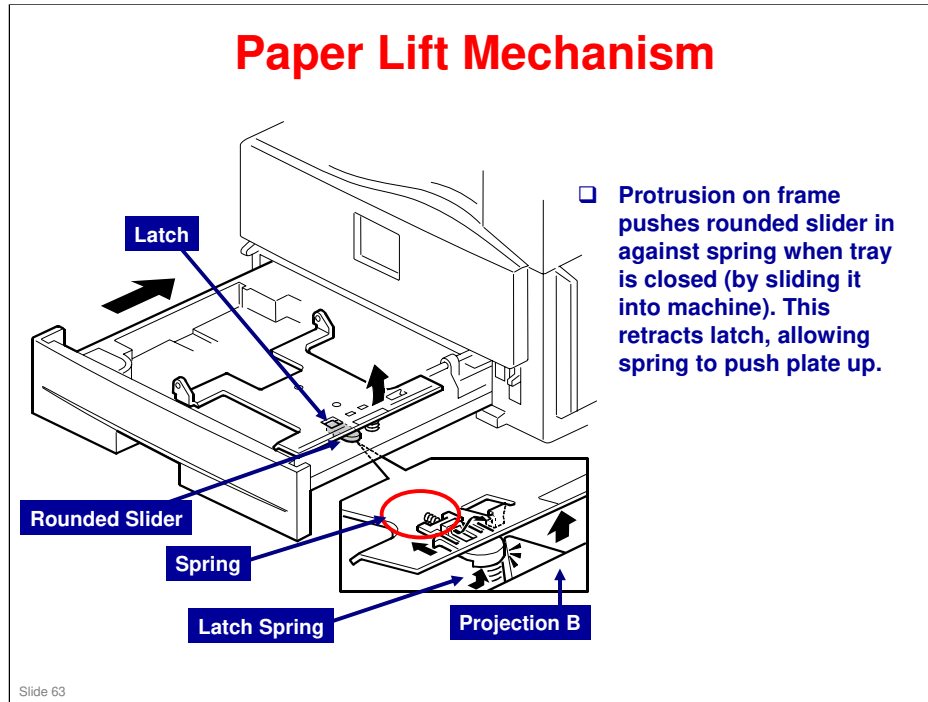 Paper Lift Mechanism
❑ Protrusion on frame
pushes rounded slider in
against spring when tray
is closed (by sliding it
into machine). This
retracts latch, allowing
spring to push plate up.
Latch
Rounded Slider
Spring
Latch Spring
Projection B
Slide 63